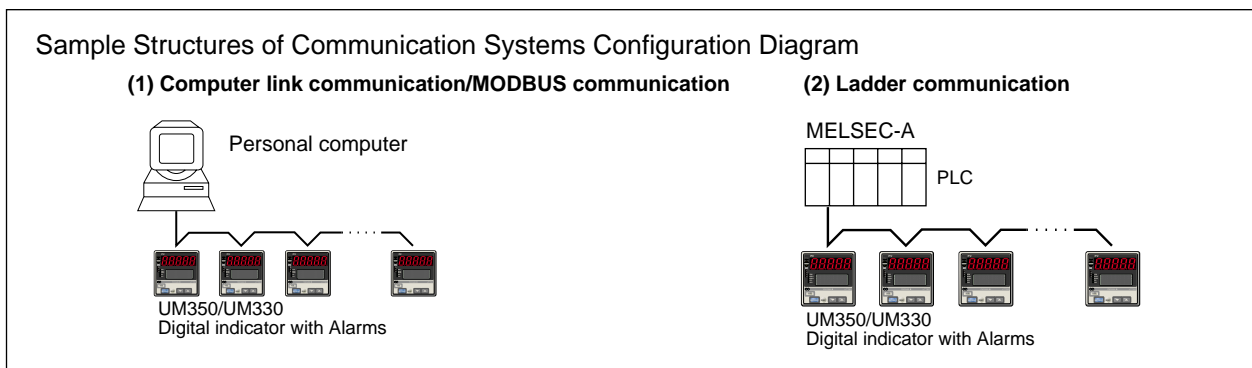 Sample Structures of Communication Systems Configuration Diagram
(1) Computer link communication/MODBUS communication
Personal computer
UM350/UM330
Digital indicator with Alarms
(2) Ladder communication
MELSEC-A
PLC
UM350/UM330
Digital indicator with Alarms